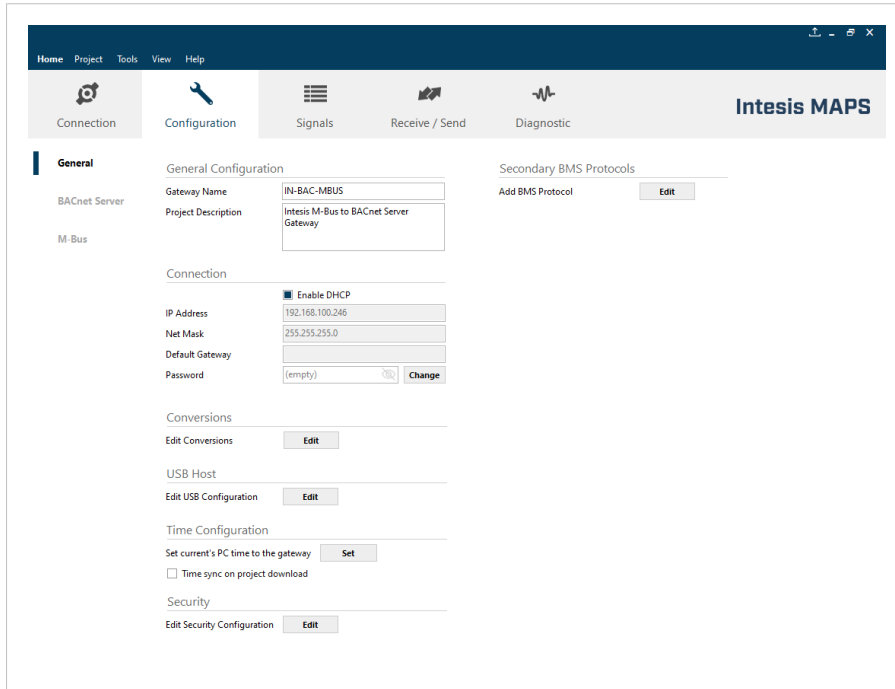 Home Project Tools View Help
Connection Configuration Signals Receive / Send Diagnostic
Intesis MAPS
General
BACnet Server
M-Bus
General Configuration
Gateway Name IN-BAC-MBUS
Project Description Intesis M-Bus to BACnet Server
Gateway
Connection
Enable DHCP
IP Address 192.168.100.246
Net Mask 255.255.255.0
Default Gateway
Password (empty) Change
Conversions
Edit Conversions Edit
USB Host
Edit USB Configuration Edit
Time Configuration
Set current's PC time to the gateway Set
Time sync on project download
Security
Edit Security Configuration Edit
Secondary BMS Protocols
Add BMS Protocol Edit